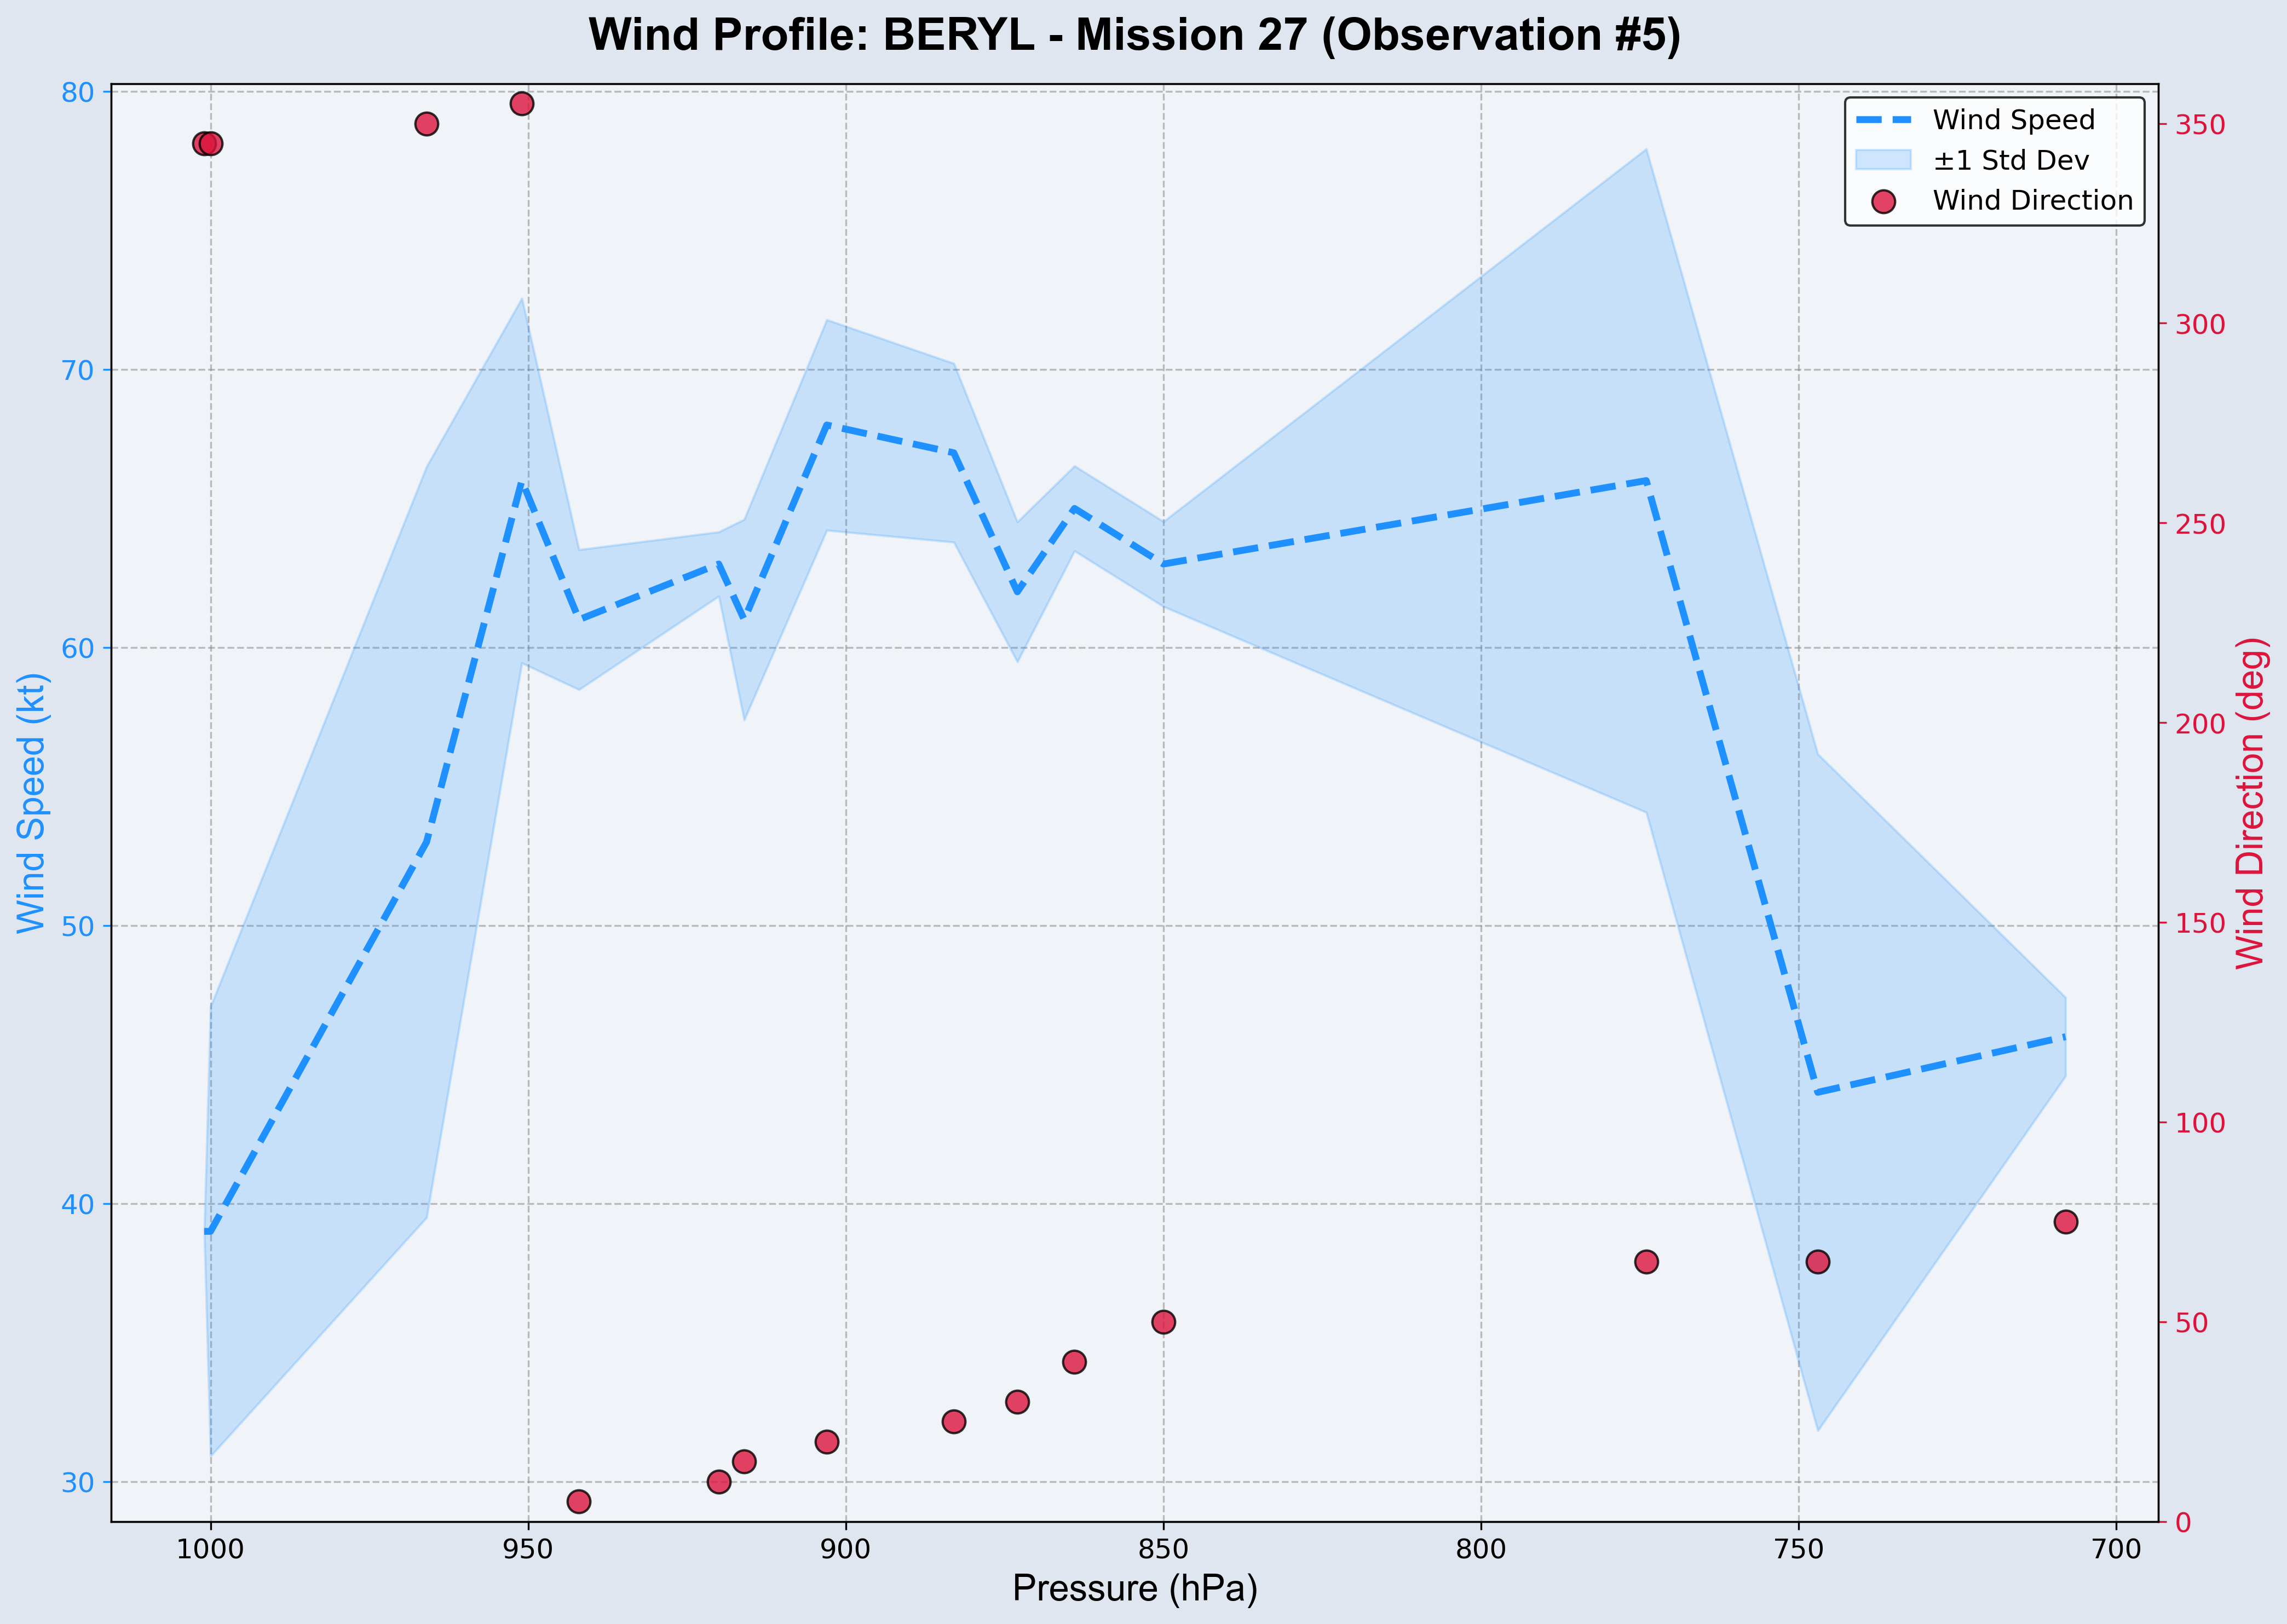 Wind Profile: BERYL - Mission 27 (Observation #5)
Wind Speed (kt)
80
70
60
50
40
30
Wind Speed
±1 Std Dev
Wind Direction
350
300
250
200
150
100
50
0
Wind Direction (deg)
1000 950 900 850 800 750 700
Pressure (hPa)